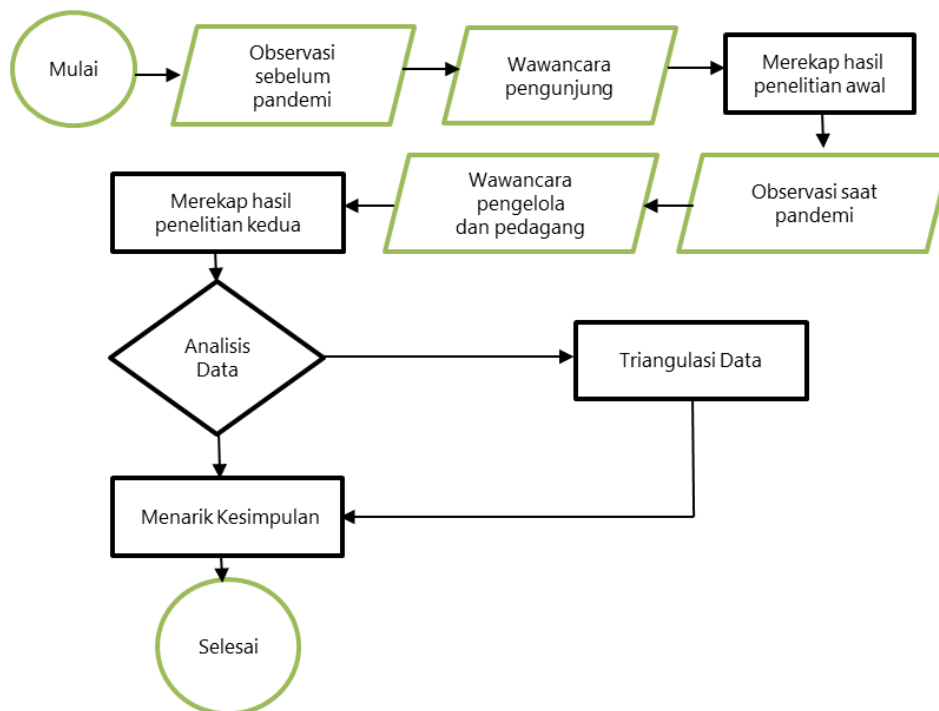 Mulai
Observasi
sebelum
pandemi
Wawancara
pengunjung
Merekap hasil
penelitian awal
Observasi saat
pandemi
Wawancara
pengelola
dan pedagang
Merekap hasil
penelitian kedua
Analisis
Data
Triangulasi Data
Menarik Kesimpulan
Selesai